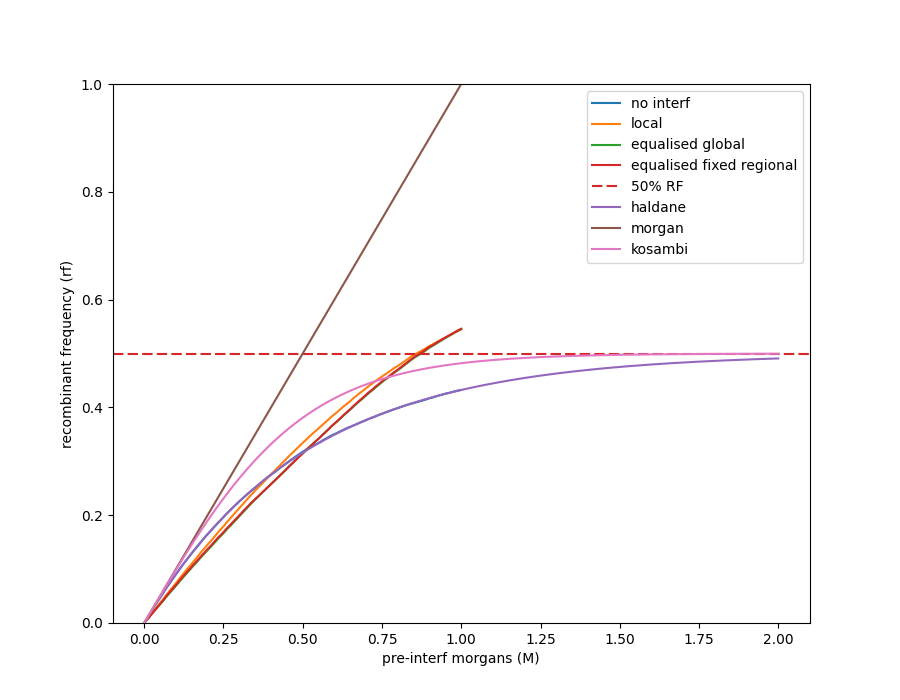 no interf
local
equalised global
equalised fixed regional
50% RF
haldane
morgan
kosambi
1.0
0.8
0.6
0.4
0.2
0.0
recombinant frequency (rf)
0.00 0.25 0.50 0.75 1.00 1.25 1.50 1.75 2.00
pre-interf morgans (M)